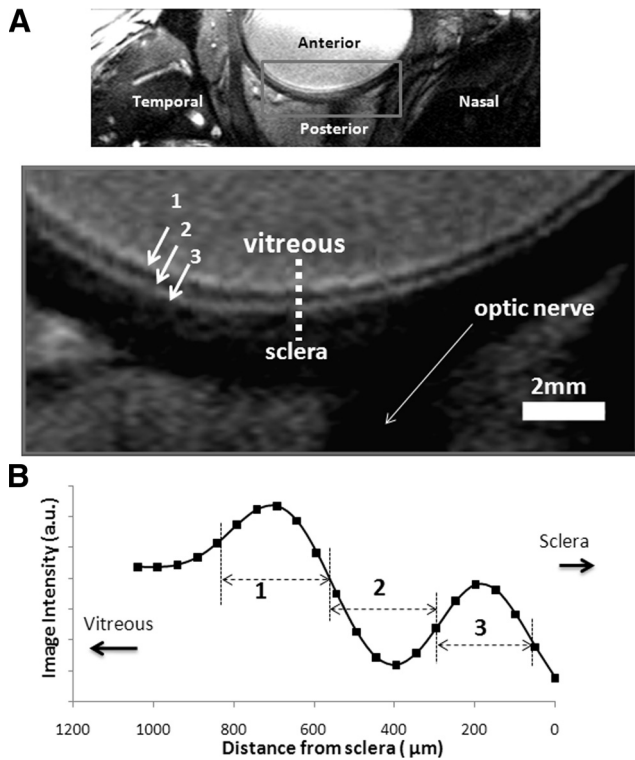 A
Anterior
Temporal
Nasal
Posterior
1
2
3
vitreous
optic nerve
sclera
2mm
B
Image Intensity (a.u.)
Sclera
1
2
3
Vitreous
1200 1000 800 600 400 200 0
Distance from sclera ( µm)